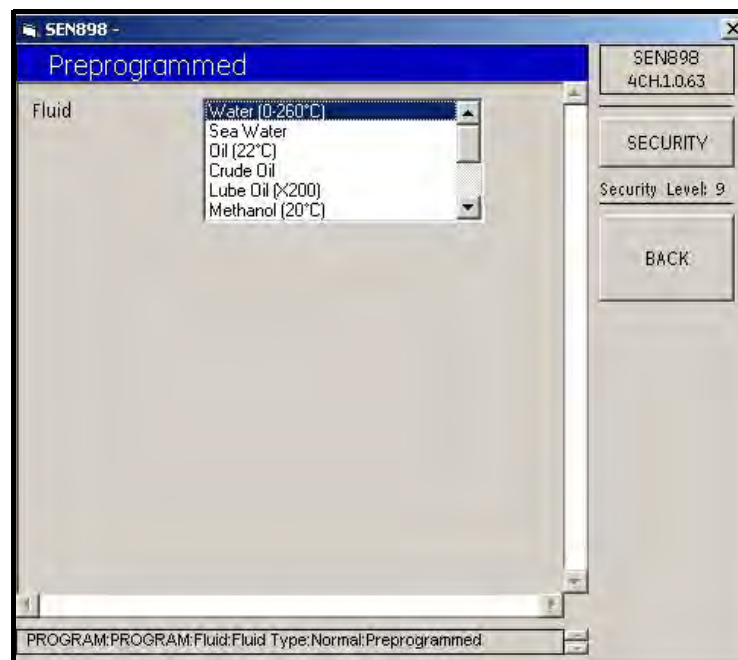 SEN898 -
Preprogrammed
Fluid
Water (0-260°C)
Sea Water
Oil (22°C)
Crude Oil
Lube Oil (X200)
Methanol (20°C)
SEN898
4CH.1.0.63
SECURITY
Security Level: 9
BACK
PROGRAM:PROGRAM:Fluid:Fluid Type:Normal:Preprogrammed